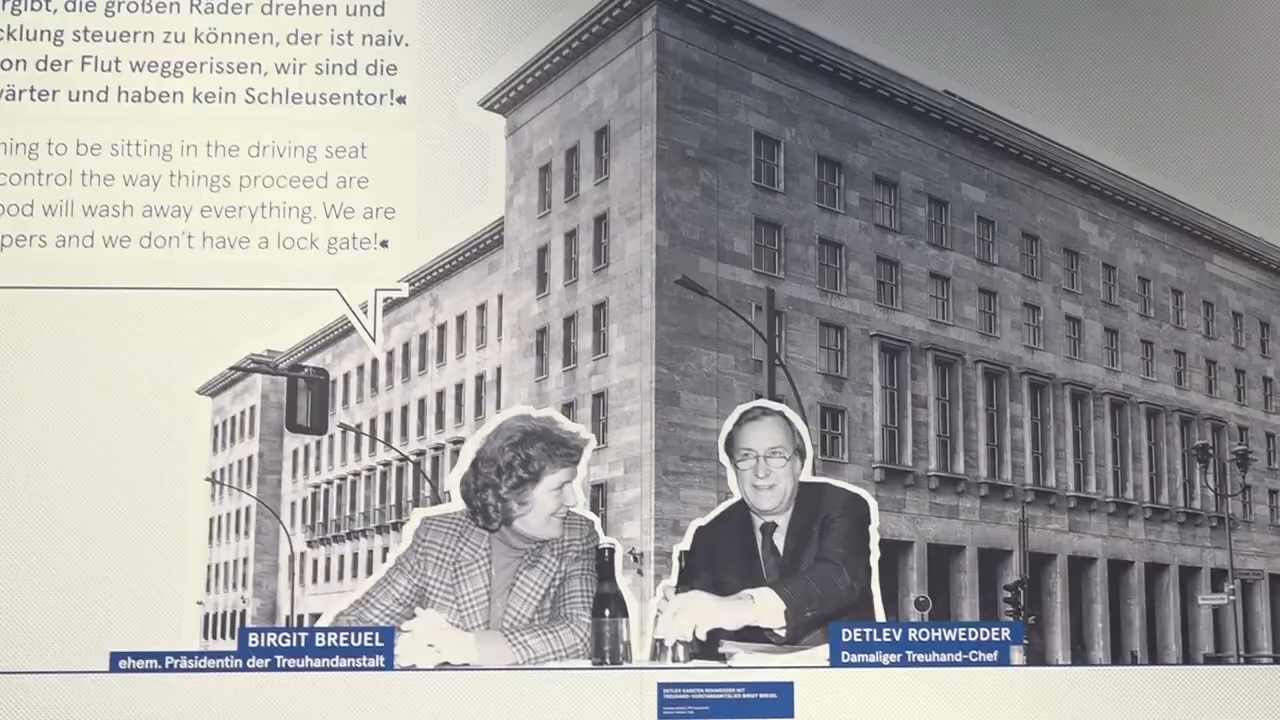 rgibt, die großen Räder drehen und
cklung steuern zu können, der ist naiv.
on der Flut weggerissen, wir sind die
värter und haben kein Schleusentor!«
ning to be sitting in the driving seat
control the way things proceed are
ood will wash away everything. We are
pers and we don't have a lock gate!«
BIRGIT BREUEL
ehem. Präsidentin der Treuhandanstalt
DETLEV ROHWEDDER
Damaliger Treuhand-Chef
DETLEV KARSTEN ROHWEDDER MIT
TREUHAND-VORSTANDSMITGLIED BIRGIT BREUEL